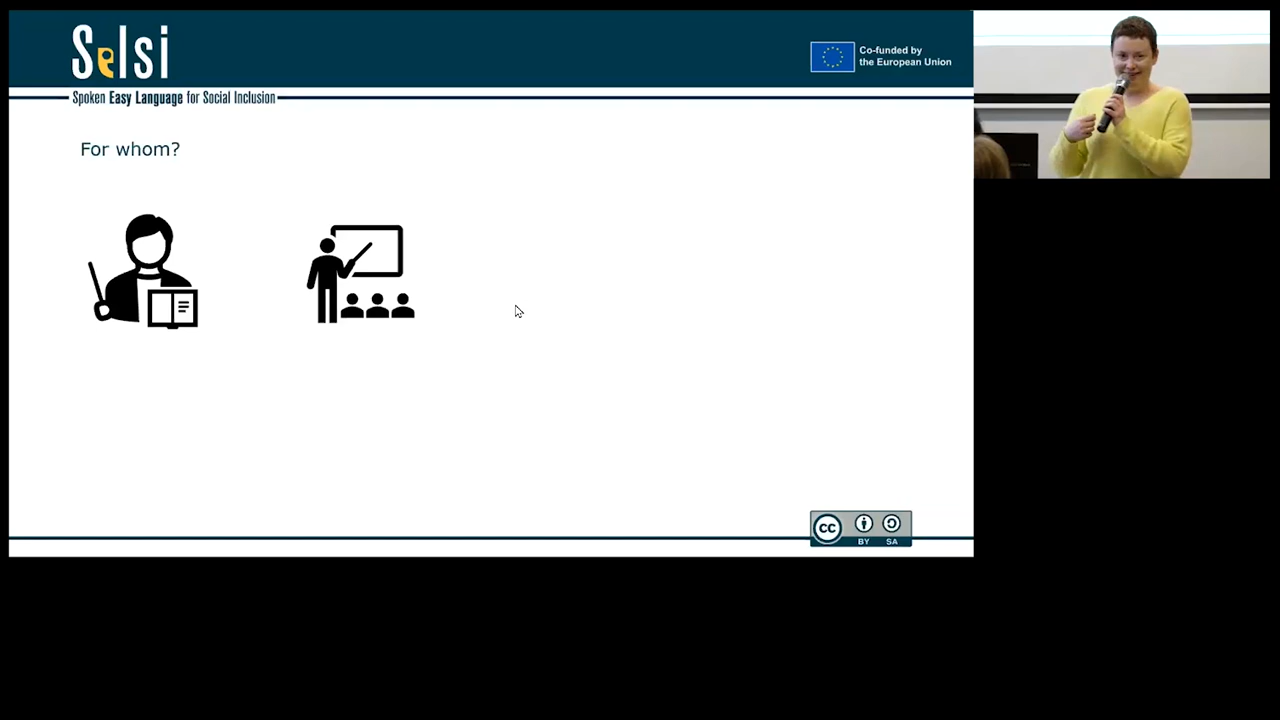 Selsi
Spoken Easy Language for Social Inclusion
Co-funded by
the European Union
For whom?
CC
BY SA